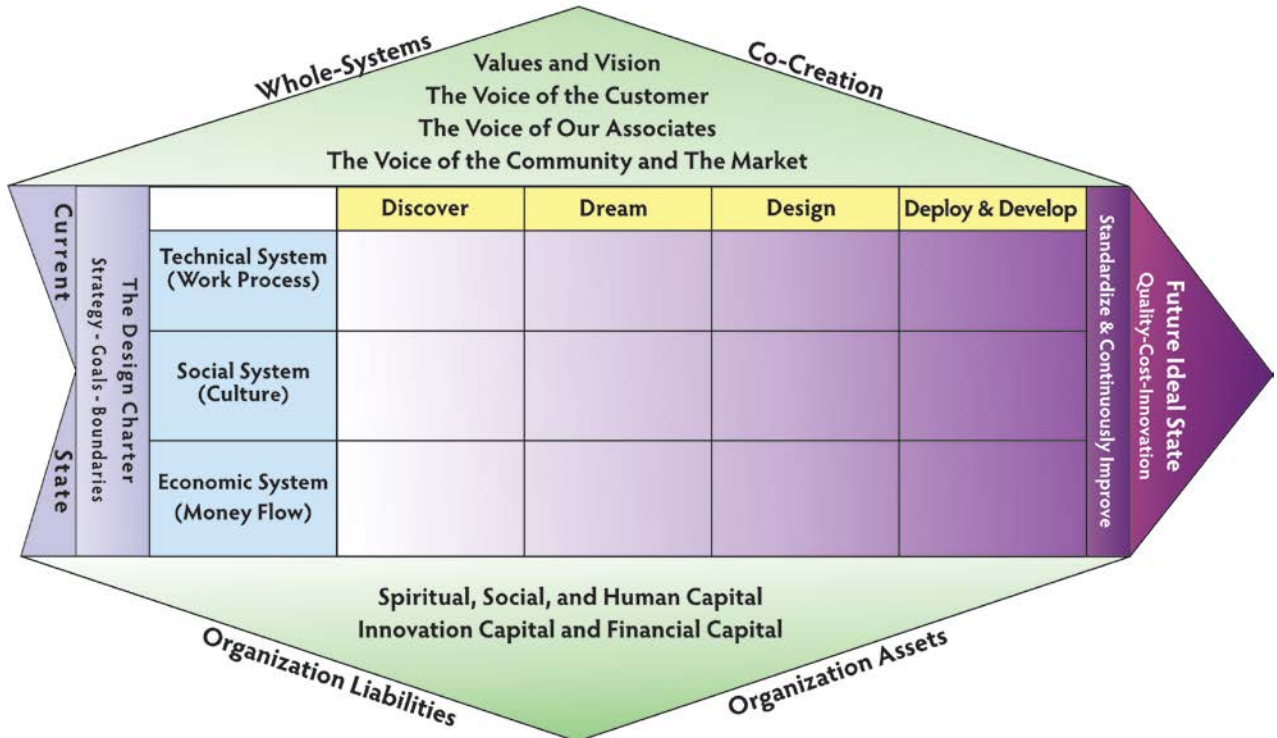 Whole-Systems
Co-Creation
Values and Vision
The Voice of the Customer
The Voice of Our Associates
The Voice of the Community and The Market
Current
State
The Design Charter
Strategy - Goals - Boundaries
Discover
Dream
Design
Deploy & Develop
Technical System
(Work Process)
Social System
(Culture)
Economic System
(Money Flow)
Standardize & Continuously Improve
Future Ideal State
Quality-Cost-Innovation
Spiritual, Social, and Human Capital
Innovation Capital and Financial Capital
Organization Liabilities
Organization Assets